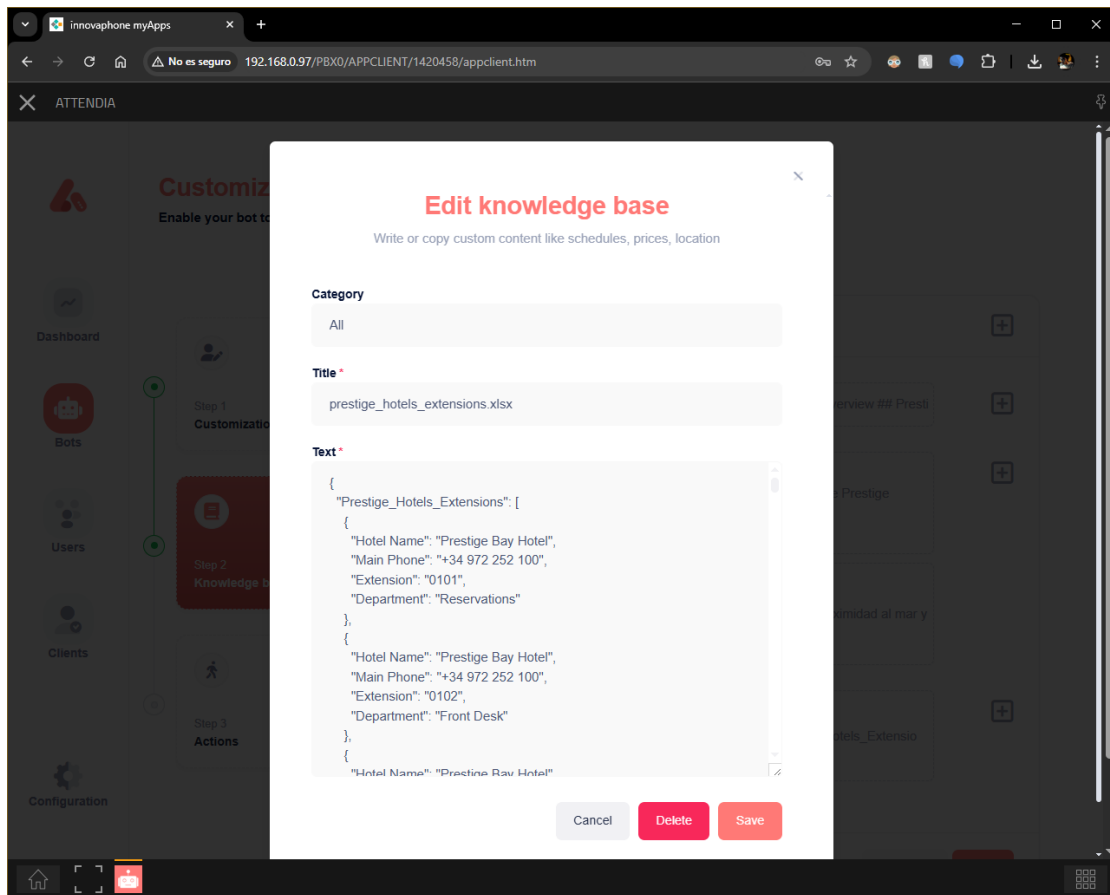 innovaphone myApps
No es seguro 192.168.0.97/PBX0/APPCLIENT/1420458/appclient.htm
ATTENDIA
Customiz
Enable your bot to
Dashboard
Bots
Users
Clients
Configuration
Step 1
Customizatio
Step 2
Knowledge b
Step 3
Actions
Edit knowledge base
Write or copy custom content like schedules, prices, location
Category
All
Title *
prestige_hotels_extensions.xlsx
Text *
{
"Prestige_Hotels_Extensions": [
{
"Hotel Name": "Prestige Bay Hotel",
"Main Phone": "+34 972 252 100",
"Extension": "0101",
"Department": "Reservations"
},
{
"Hotel Name": "Prestige Bay Hotel",
"Main Phone": "+34 972 252 100",
"Extension": "0102",
"Department": "Front Desk"
},
{
"Hotel Name": "Prestige Bay Hotel"
Cancel
Delete
Save
erview ## Presti
Prestige
ximidad al mar y
otels_Extensio